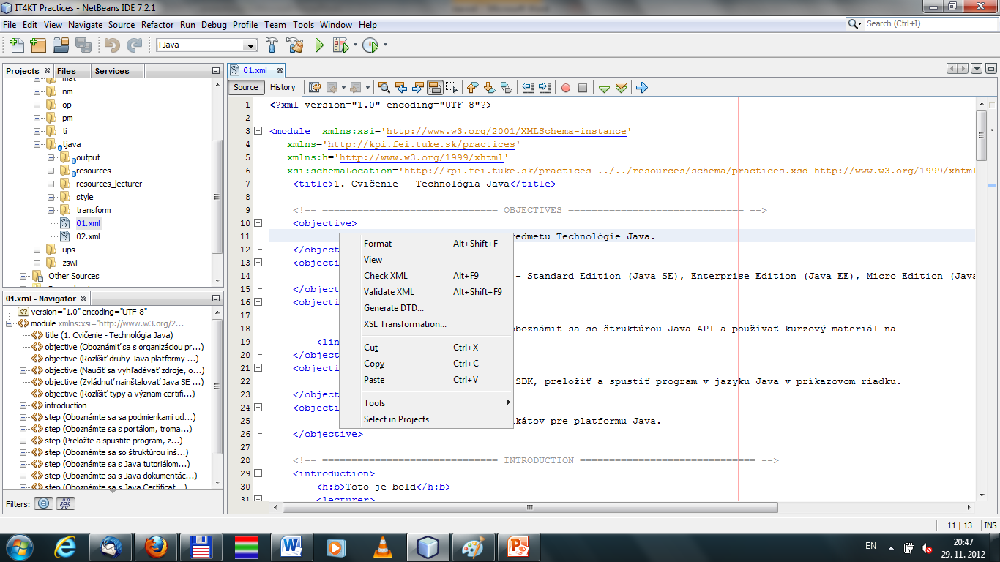 IT4KT Practices - NetBeans IDE 7.2.1
File Edit View Navigate Source Refactor Run Debug Profile Team Tools Window Help
Search (Ctrl+I)
TJava
Projects Files Services
mat
nm
op
pm
ti
tjava
output
resources
resources_lecturer
style
transform
01.xml
02.xml
ups
zswi
Other Sources
01.xml - Navigator
version="1.0" encoding="UTF-8"
module xmlns:xsi="http://www.w3.org/2...
title (1. Cvičenie - Technológia Java)
objective (Oboznámiť sa s organizáciou pr...)
objective (Rozlíšiť druhy Java platformy ...)
objective (Naučiť sa vyhľadávať zdroje, o...)
objective (Zvládnuť nainštalovať Java SE ...)
objective (Rozlíšiť typy a význam certifi...)
introduction
step (Oboznámte sa sa podmienkami ud...)
step (Oboznámte sa s portálom, troma...)
step (Preložte a spustite program, z...)
step (Oboznámte sa so štruktúrou inš...)
step (Oboznámte sa s Java tutoriálom...)
step (Oboznámte sa s Java dokumentác...)
step (Oboznámte sa s Java Certificat...)
Filters:
01.xml
Source History
1 <?xml version="1.0" encoding="UTF-8"?>
2
3 <module xmlns:xsi='http://www.w3.org/2001/XMLSchema-instance'
4 xmlns='http://kpi.fei.tuke.sk/practices'
5 xmlns:h='http://www.w3.org/1999/xhtml'
6 xsi:schemaLocation='http://kpi.fei.tuke.sk/practices ../../resources/schema/practices.xsd http://www.w3.org/1999/xhtml
7 <title>1. Cvičenie - Technológia Java</title>
8
9 <!-- ============================== OBJECTIVES ============================== -->
10 <objective>
11 redmetu Technológie Java.
12 </object
13 <objecti
14 - Standard Edition (Java SE), Enterprise Edition (Java EE), Micro Edition (Java
15 </object
16 <objecti
17
18 oboznámiť sa so štruktúrou Java API a používať kurzový materiál na
19 <lin
20 </object
21 <objecti
22 SDK, preložiť a spustiť program v jazyku Java v príkazovom riadku.
23 </object
24 <objecti
25 ikátov pre platformu Java.
26 </objective>
27
28 <!-- ============================== INTRODUCTION ============================== -->
29 <introduction>
30 <h:b>Toto je bold</h:b>
31 <lecturer>
Format Alt+Shift+F
View
Check XML Alt+F9
Validate XML Alt+Shift+F9
Generate DTD...
XSL Transformation...
Cut Ctrl+X
Copy Ctrl+C
Paste Ctrl+V
Tools
Select in Projects
11 | 13 INS
EN
20:47
29. 11. 2012